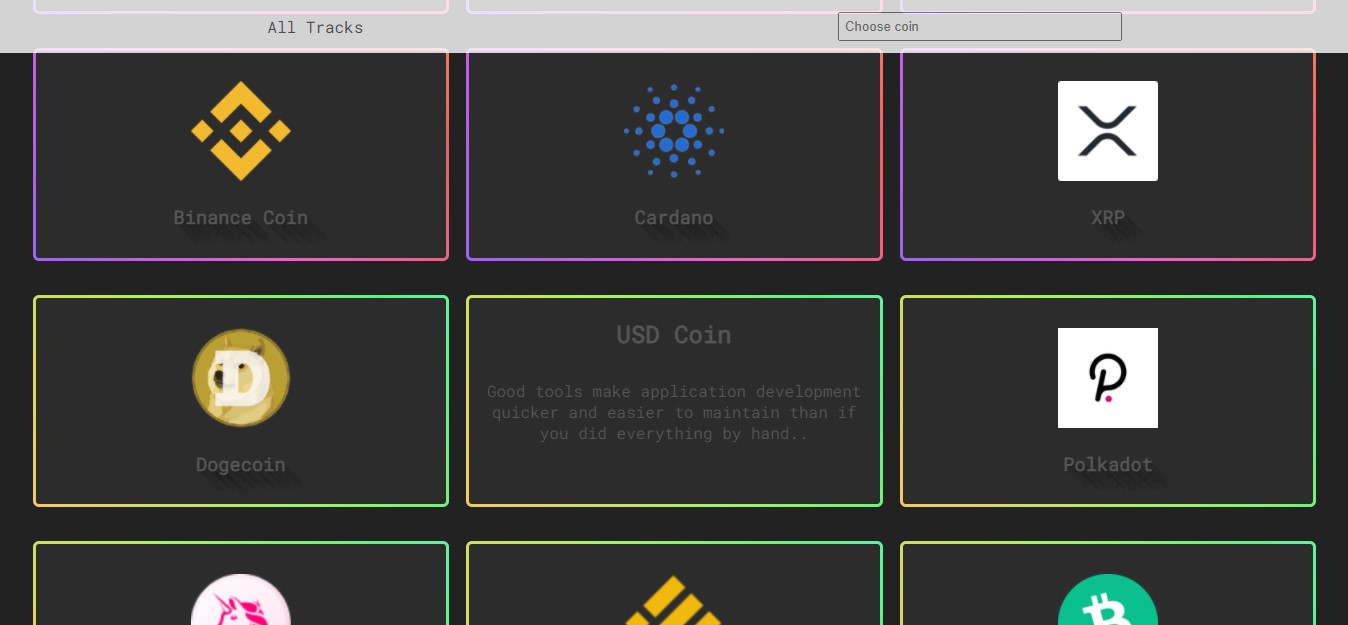 All Tracks
Choose coin
Binance Coin
Cardano
XRP
D
Dogecoin
USD Coin
Good tools make application development
quicker and easier to maintain than if
you did everything by hand..
Polkadot